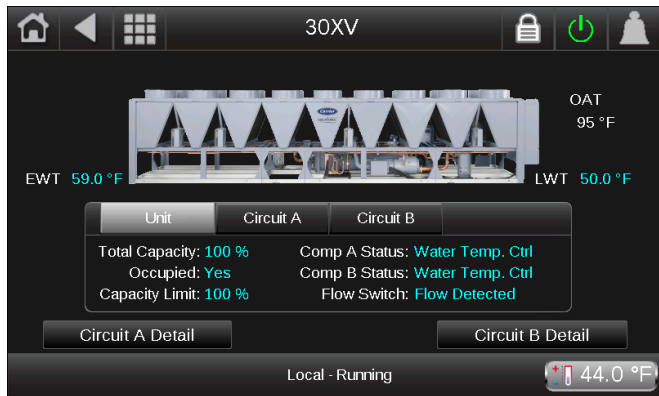 30XV
OAT
95 °F
EWT 59.0 °F
LWT 50.0 °F
Unit
Circuit A
Circuit B
Total Capacity: 100 %
Comp A Status: Water Temp. Ctrl
Occupied: Yes
Comp B Status: Water Temp. Ctrl
Capacity Limit: 100 %
Flow Switch: Flow Detected
Circuit A Detail
Circuit B Detail
Local - Running
44.0 °F